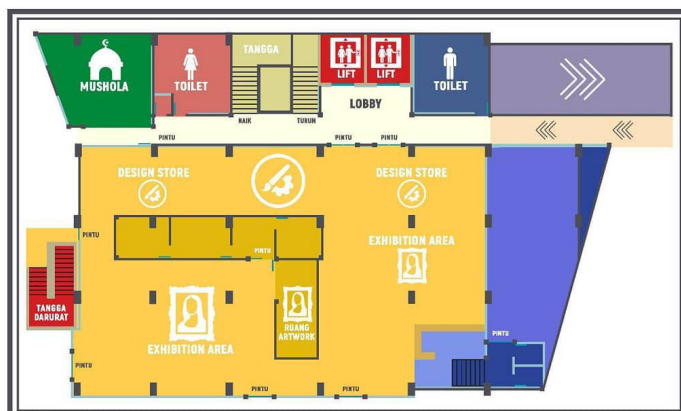 TANGGA
MUSHOLA
TOILET
LIFT
LIFT
TOILET
LOBBY
NAIK
TURUN
PINTU
PINTU
PINTU
DESIGN STORE
DESIGN STORE
PINTU
EXHIBITION AREA
PINTU
TANGGA
DARURAT
RUANG
ARTWORK
EXHIBITION AREA
PINTU
PINTU
PINTU
PINTU